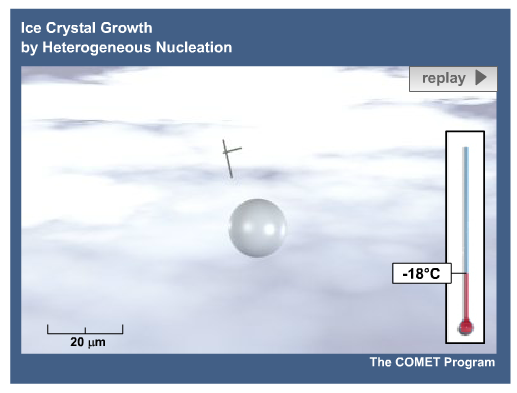 Ice Crystal Growth
by Heterogeneous Nucleation
replay
-18°C
20 μm
The COMET Program